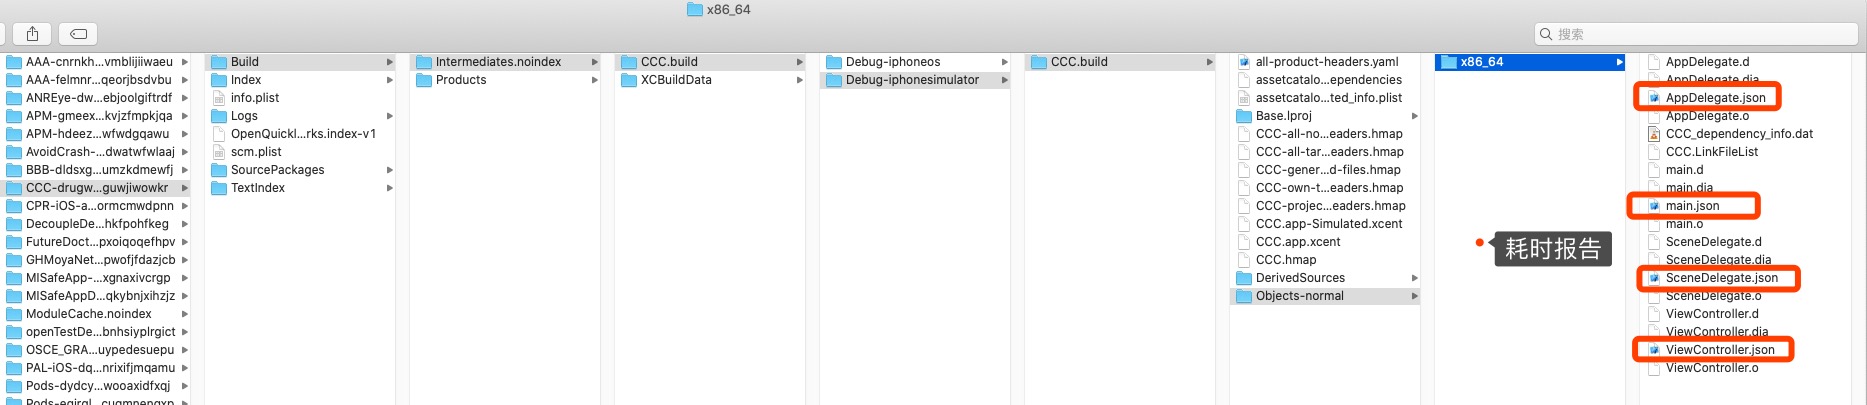 x86_64
搜索
AAA-cnrnkh...vmblijiiwaeu
AAA-felmnr...qeorjbsdvbu
ANREye-dw...ebjoolgiftrdf
APM-gmeex...kvjzfmpkjqa
APM-hdeez...wfwdgqawu
AvoidCrash-...dwatwfwlaaj
BBB-dldsxg...umzkdmewfj
CCC-drugw...guwjiwowkr
CPR-iOS-a...ormcmwdpnn
DecoupleDe...hkfpohfkeg
FutureDoct...pxoiqoqefhpv
GHMoyaNet...pwofjfdazjcb
MISafeApp-...xgnaxivcrgp
MISafeAppD...qkybnjxihzjz
ModuleCache.noindex
openTestDe...bnhsiyplrgict
OSCE_GRA...uypedesuepu
PAL-iOS-dq...nrixifjmqamu
Pods-dydcy...wooaxidfxqj
Build
Index
info.plist
Logs
OpenQuickl...rks.index-v1
scm.plist
SourcePackages
TextIndex
Intermediates.noindex
Products
CCC.build
XCBuildData
Debug-iphoneos
Debug-iphonesimulator
CCC.build
all-product-headers.yaml
assetcatalo...ependencies
assetcatalo...ted_info.plist
Base.lproj
CCC-all-no...eaders.hmap
CCC-all-tar...eaders.hmap
CCC-gener...d-files.hmap
CCC-own-t...eaders.hmap
CCC-projec...eaders.hmap
CCC.app-Simulated.xcent
CCC.app.xcent
CCC.hmap
DerivedSources
Objects-normal
x86_64
耗时报告
AppDelegate.d
AppDelegate.dia
AppDelegate.json
AppDelegate.o
CCC_dependency_info.dat
CCC.LinkFileList
main.d
main.dia
main.json
main.o
SceneDelegate.d
SceneDelegate.dia
SceneDelegate.json
SceneDelegate.o
ViewController.d
ViewController.dia
ViewController.json
ViewController.o